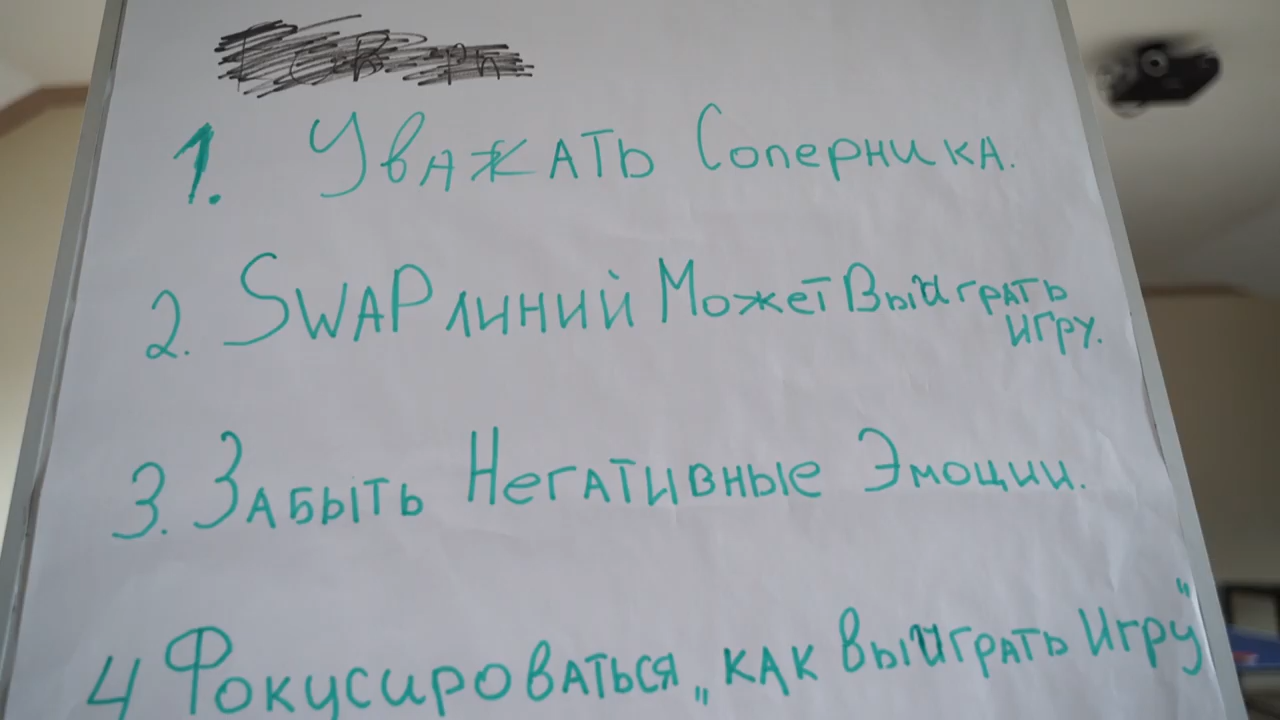 1. Уважать Соперника.
2. SWAP линий Может Выиграть
игру.
3. Забыть Негативные Эмоции.
4 Фокусироваться „как Выиграть Игру"